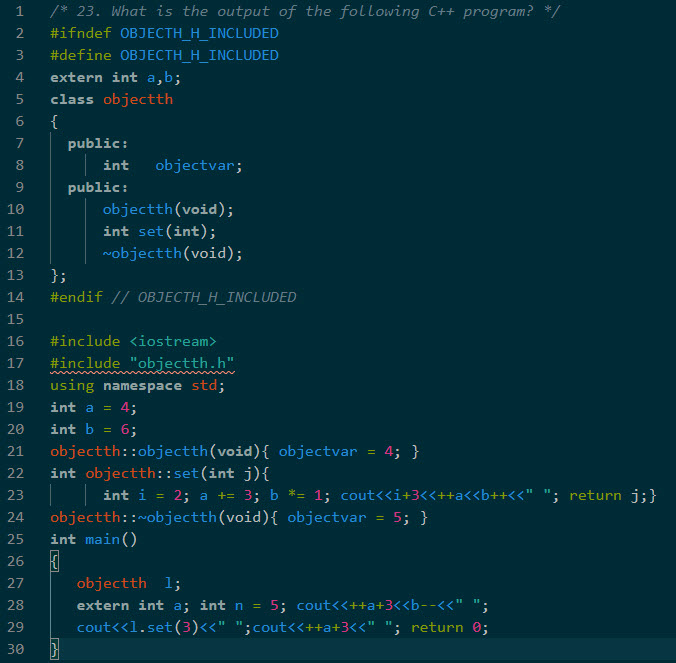 1 /* 23. What is the output of the following C++ program? */
2 #ifndef OBJECTH_H_INCLUDED
3 #define OBJECTH_H_INCLUDED
4 extern int a,b;
5 class objectth
6 {
7 public:
8 int objectvar;
9 public:
10 objectth(void);
11 int set(int);
12 ~objectth(void);
13 };
14 #endif // OBJECTH_H_INCLUDED
15
16 #include <iostream>
17 #include "objectth.h"
18 using namespace std;
19 int a = 4;
20 int b = 6;
21 objectth::objectth(void){ objectvar = 4; }
22 int objectth::set(int j){
23 int i = 2; a += 3; b *= 1; cout<<i+3<<++a<<b++<<" "; return j;}
24 objectth::~objectth(void){ objectvar = 5; }
25 int main()
26 {
27 objectth l;
28 extern int a; int n = 5; cout<<++a+3<<b--<<" ";
29 cout<<l.set(3)<<" ";cout<<++a+3<<" "; return 0;
30 }